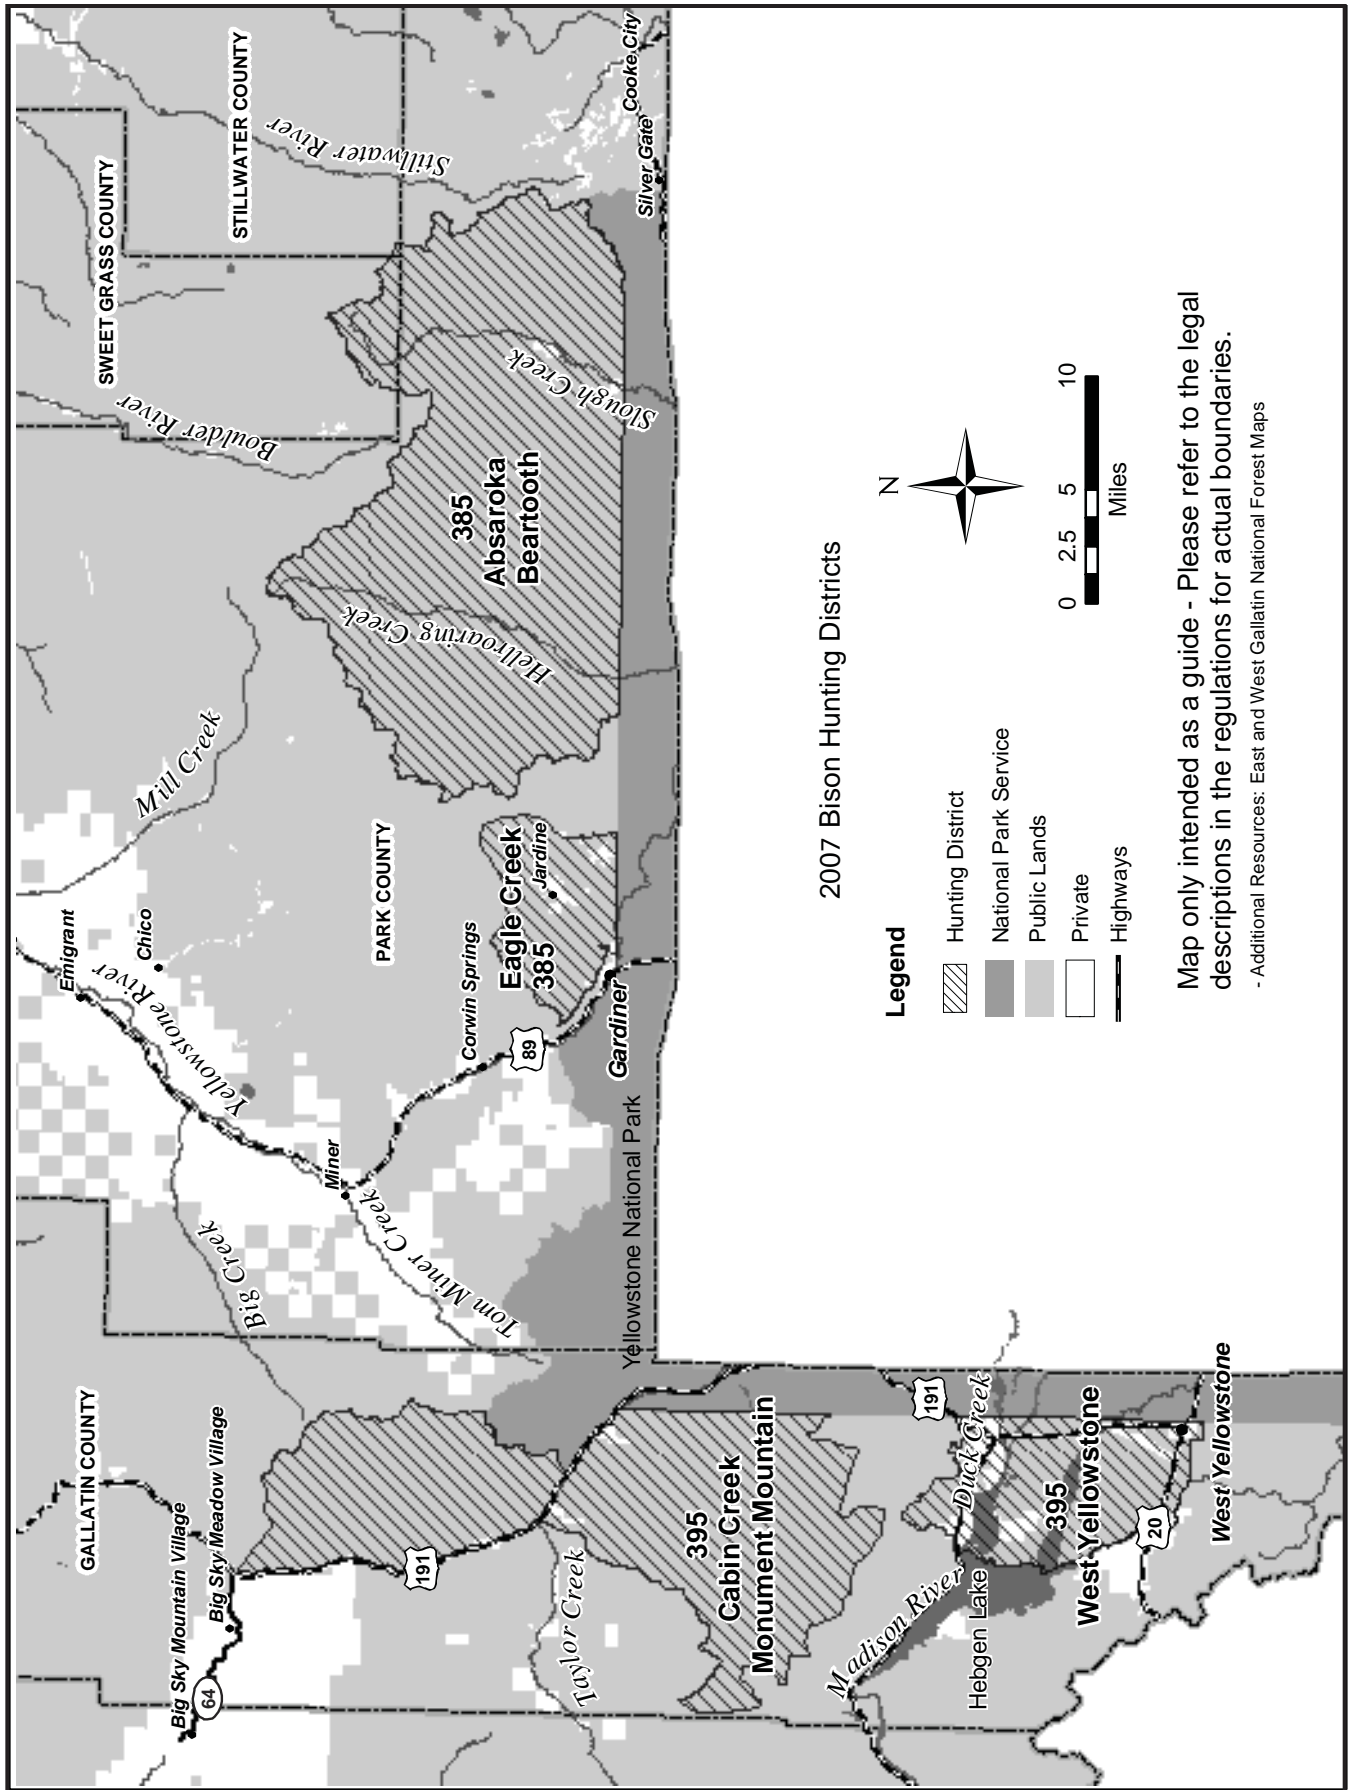 GALLATIN COUNTY
Big Sky Mountain Village
Big Sky Meadow Village
64
191
Taylor Creek
395
Cabin Creek
Monument Mountain
Madison River
Hebgen Lake
Duck Creek
191
395
West Yellowstone
20
West Yellowstone
Emigrant
Chico
Yellowstone River
Big Creek
Miner
Tom Miner Creek
Mill Creek
PARK COUNTY
Corwin Springs
89
Eagle Creek
385
Jardine
Gardiner
Yellowstone National Park
SWEET GRASS COUNTY
STILLWATER COUNTY
Boulder River
Stillwater River
385
Absaroka
Beartooth
Hellroaring Creek
Slough Creek
Silver Gate
Cooke City
2007 Bison Hunting Districts
Legend
Hunting District
National Park Service
Public Lands
Private
Highways
N
0 2.5 5 10
Miles
Map only intended as a guide - Please refer to the legal
descriptions in the regulations for actual boundaries.
- Additional Resources: East and West Gallatin National Forest Maps